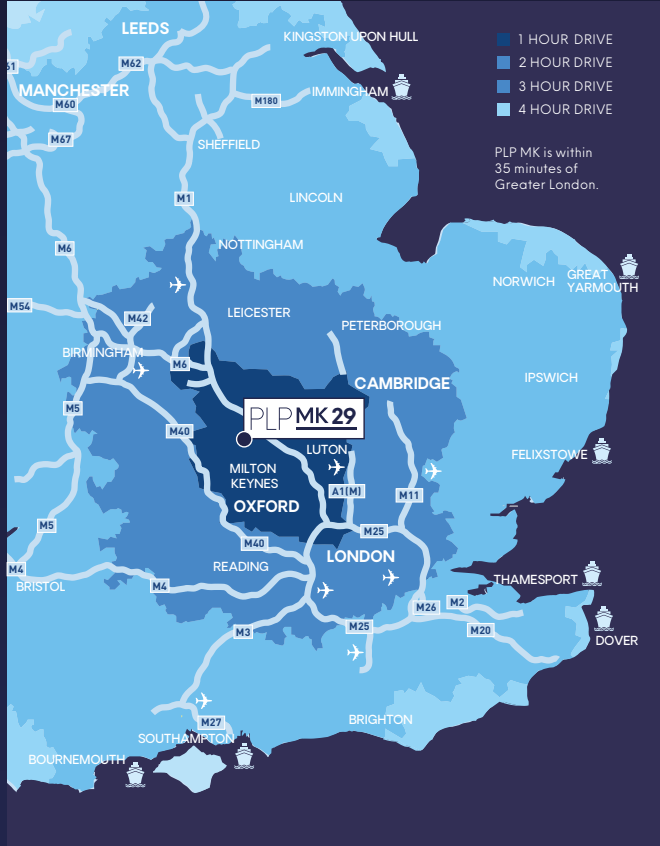 LEEDS
KINGSTON UPON HULL
1 HOUR DRIVE
2 HOUR DRIVE
3 HOUR DRIVE
4 HOUR DRIVE
61
M62
MANCHESTER
M60
M180
IMMINGHAM
M67
SHEFFIELD
PLP MK is within
35 minutes of
Greater London.
M1
LINCOLN
M6
NOTTINGHAM
NORWICH
GREAT
YARMOUTH
M54
M42
LEICESTER
PETERBOROUGH
BIRMINGHAM
M6
CAMBRIDGE
IPSWICH
M5
PLP MK 29
M40
LUTON
FELIXSTOWE
MILTON
KEYNES
A1(M)
M11
OXFORD
M5
M25
M40
LONDON
M4
READING
BRISTOL
M4
THAMESPORT
M26
M2
M3
M25
M20
DOVER
M27
BRIGHTON
SOUTHAMPTON
BOURNEMOUTH